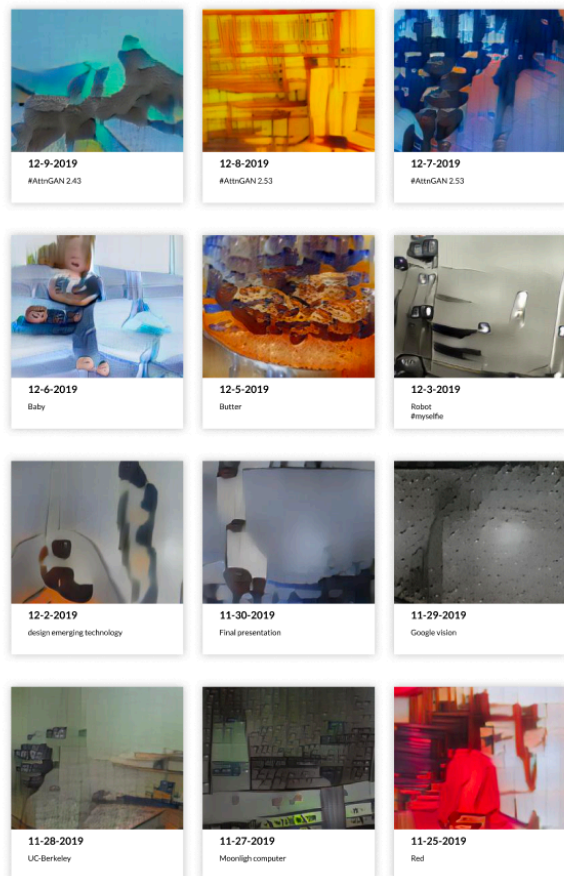 12-9-2019
#AttnGAN 2.43
12-8-2019
#AttnGAN 2.53
12-7-2019
#AttnGAN 2.53
12-6-2019
Baby
12-5-2019
Butter
12-3-2019
Robot
#myselfie
12-2-2019
design emerging technology
11-30-2019
Final presentation
11-29-2019
Google vision
11-28-2019
UC-Berkeley
11-27-2019
Moonligh computer
11-25-2019
Red